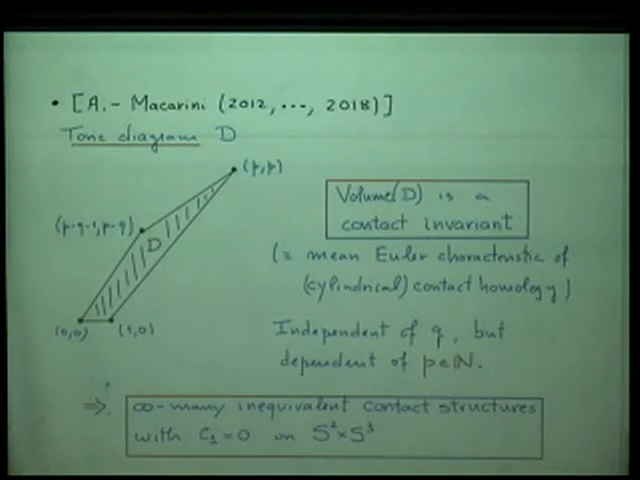 • [A.- Macarini (2012, ..., 2018)]
Toric diagram D
(p,p)
Volume(D) is a
contact invariant
(p-q-1,p-q)
D
(= mean Euler characteristic of
(cylindrical) contact homology)
(0,0) (1,0)
Independent of q, but
dependent of p∈ℕ.
⇒ ∞-many inequivalent contact structures
with C₁=0 on S²×S³